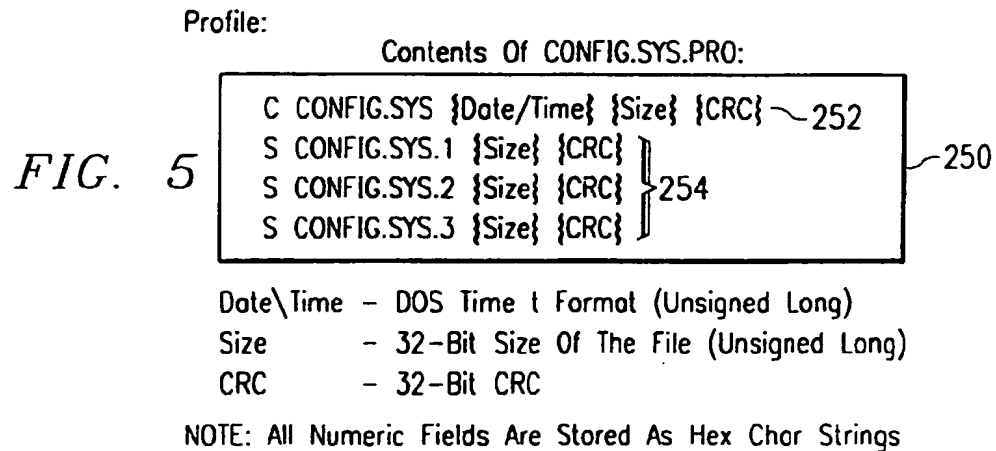 Profile:
Contents Of CONFIG.SYS.PRO:
C CONFIG.SYS {Date/Time} {Size} {CRC} 252
S CONFIG.SYS.1 {Size} {CRC}
S CONFIG.SYS.2 {Size} {CRC} 254
S CONFIG.SYS.3 {Size} {CRC}
250
FIG. 5
Date\Time - DOS Time t Format (Unsigned Long)
Size - 32-Bit Size Of The File (Unsigned Long)
CRC - 32-Bit CRC
NOTE: All Numeric Fields Are Stored As Hex Char Strings